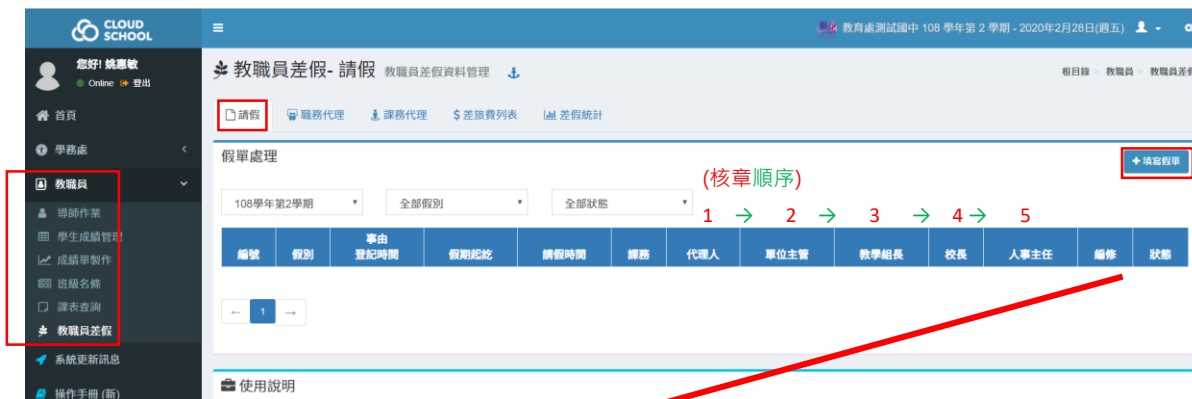 CLOUD SCHOOL
教育處測試國中 108 學年第 2 學期 - 2020年2月28日(週五)
您好! 姚惠敏
Online 登出
教職員差假- 請假 教職員差假資料管理
根目錄 > 教職員 > 教職員差假
首頁
學務處
教職員
導師作業
學生成績管理
成績單製作
班級名條
課表查詢
教職員差假
系統更新訊息
操作手冊 (新)
請假 職務代理 課務代理 $ 差旅費列表 差假統計
假單處理
+ 填寫假單
(核章順序)
108學年第2學期 全部假別 全部狀態
1 → 2 → 3 → 4 → 5
編號 假別 事由 登記時間 假期起訖 請假時間 課務 代理人 單位主管 教學組長 校長 人事主任 編修 狀態
← 1 →
使用說明